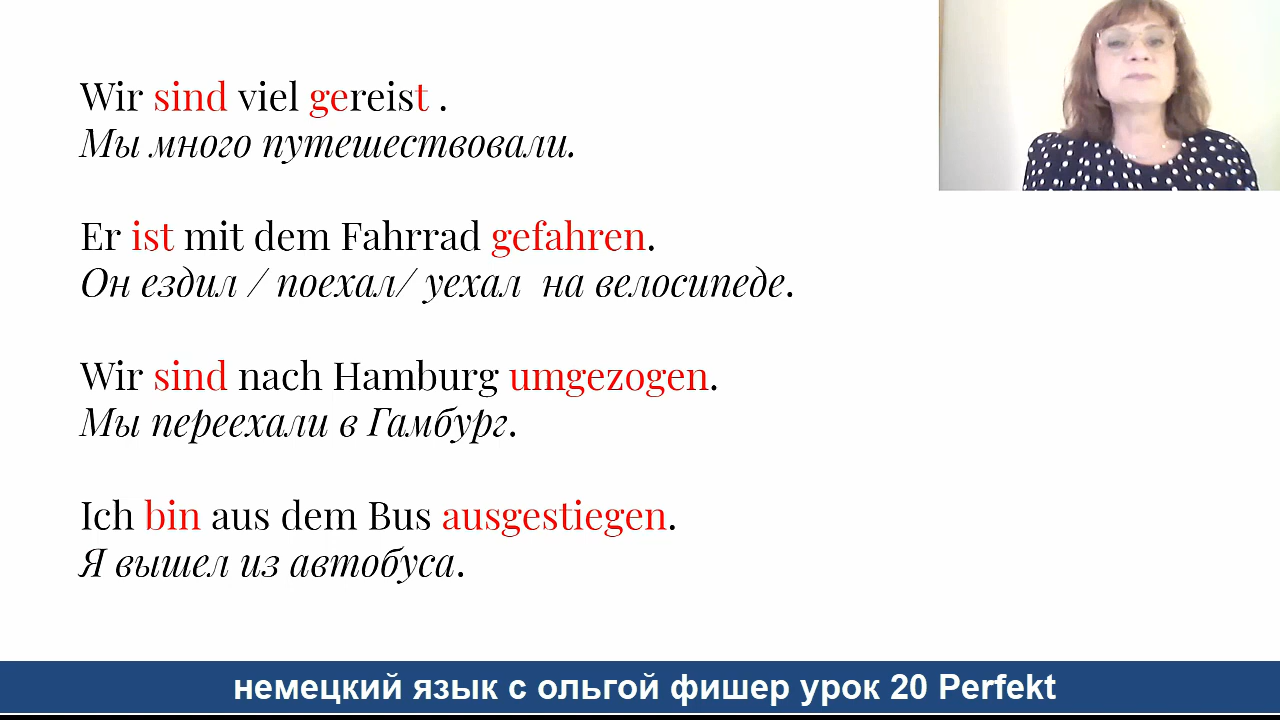 Wir sind viel gereist .
Мы много путешествовали.
Er ist mit dem Fahrrad gefahren.
Он ездил / поехал/ уехал на велосипеде.
Wir sind nach Hamburg umgezogen.
Мы переехали в Гамбург.
Ich bin aus dem Bus ausgestiegen.
Я вышел из автобуса.
немецкий язык с ольгой фишер урок 20 Perfekt